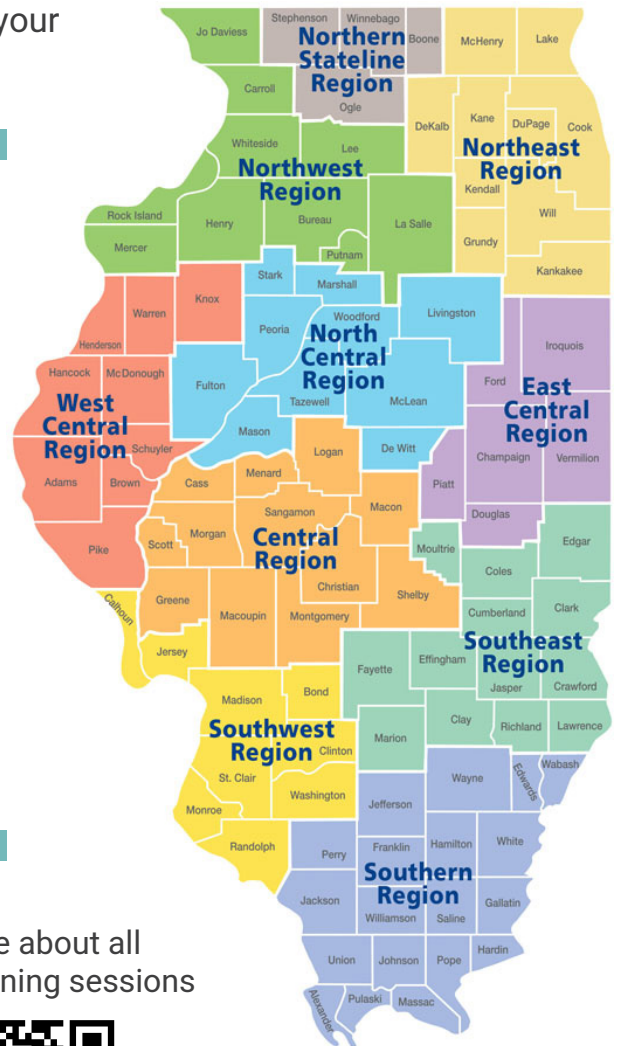 your
Jo Daviess
Stephenson
Winnebago
Boone
McHenry
Lake
Northern
Stateline
Region
Carroll
Ogle
DeKalb
Kane
DuPage
Cook
Northeast
Region
Whiteside
Lee
Northwest
Region
Kendall
Will
Rock Island
Henry
Bureau
La Salle
Mercer
Putnam
Grundy
Kankakee
Stark
Marshall
Knox
Warren
Henderson
Peoria
Woodford
Livingston
North
Central
Region
Iroquois
Hancock
McDonough
Fulton
Tazewell
McLean
Ford
East
Central
Region
West
Central
Region
Mason
Schuyler
Logan
De Witt
Champaign
Vermilion
Adams
Brown
Cass
Menard
Piatt
Sangamon
Macon
Douglas
Pike
Scott
Morgan
Central
Region
Moultrie
Edgar
Coles
Christian
Shelby
Calhoun
Greene
Macoupin
Montgomery
Cumberland
Clark
Southeast
Region
Jersey
Fayette
Effingham
Jasper
Crawford
Madison
Bond
Southwest
Region
Clinton
Marion
Clay
Richland
Lawrence
St. Clair
Washington
Wayne
Edwards
Wabash
Monroe
Jefferson
Randolph
Perry
Franklin
Hamilton
White
Southern
Region
Jackson
Williamson
Saline
Gallatin
e about all
Union
Johnson
Pope
Hardin
ning sessions
Alexander
Pulaski
Massac